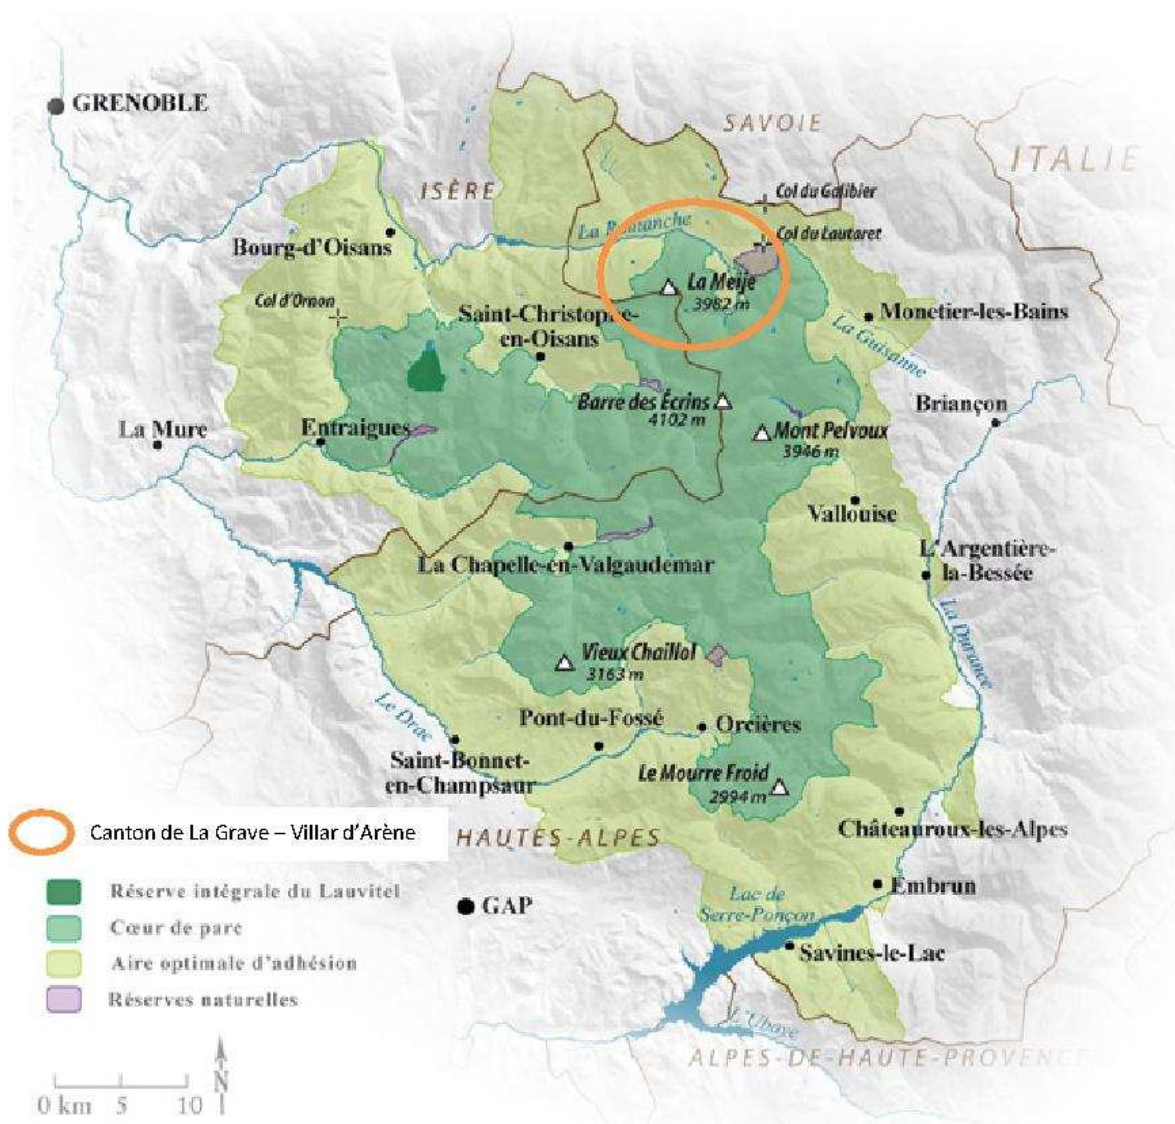 GRENOBLE
SAVOIE
ITALIE
ISÈRE
Col du Galibier
La Romanche
Col du Lautaret
Bourg-d'Oisans
La Meije
3982 m
Col d'Ornon
Saint-Christophe-
en-Oisans
Monetier-les-Bains
La Guisanne
Barre des Écrins
4102 m
Briançon
La Mure
Entraigues
Mont Pelvoux
3946 m
Vallouise
L'Argentière-
la-Bessée
La Chapelle-en-Valgaudemar
La Durance
Vieux Chaillol
3163 m
Le Drac
Pont-du-Fossé
Orcières
Saint-Bonnet-
en-Champsaur
Le Mourre Froid
2994 m
Canton de La Grave – Villar d'Arène
HAUTES-ALPES
Châteauroux-les-Alpes
Réserve intégrale du Lauvitel
Embrun
Lac de
Serre-Ponçon
GAP
Cœur de parc
Savines-le-Lac
Aire optimale d'adhésion
Réserves naturelles
L'Ubaye
ALPES-DE-HAUTE-PROVENCE
N
0 km 5 10